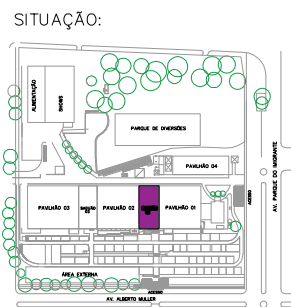 SITUAÇÃO:
ALIMENTAÇÃO
SHOWS
PARQUE DE DIVERSÕES
PAVILHÃO 04
PAVILHÃO 03
PAVILHÃO 02
PAVILHÃO 01
ACESSO
AV. PARQUE DO IMIGRANTE
ÁREA EXTERNA
ACESSO
AV. ALBERTO MULLER